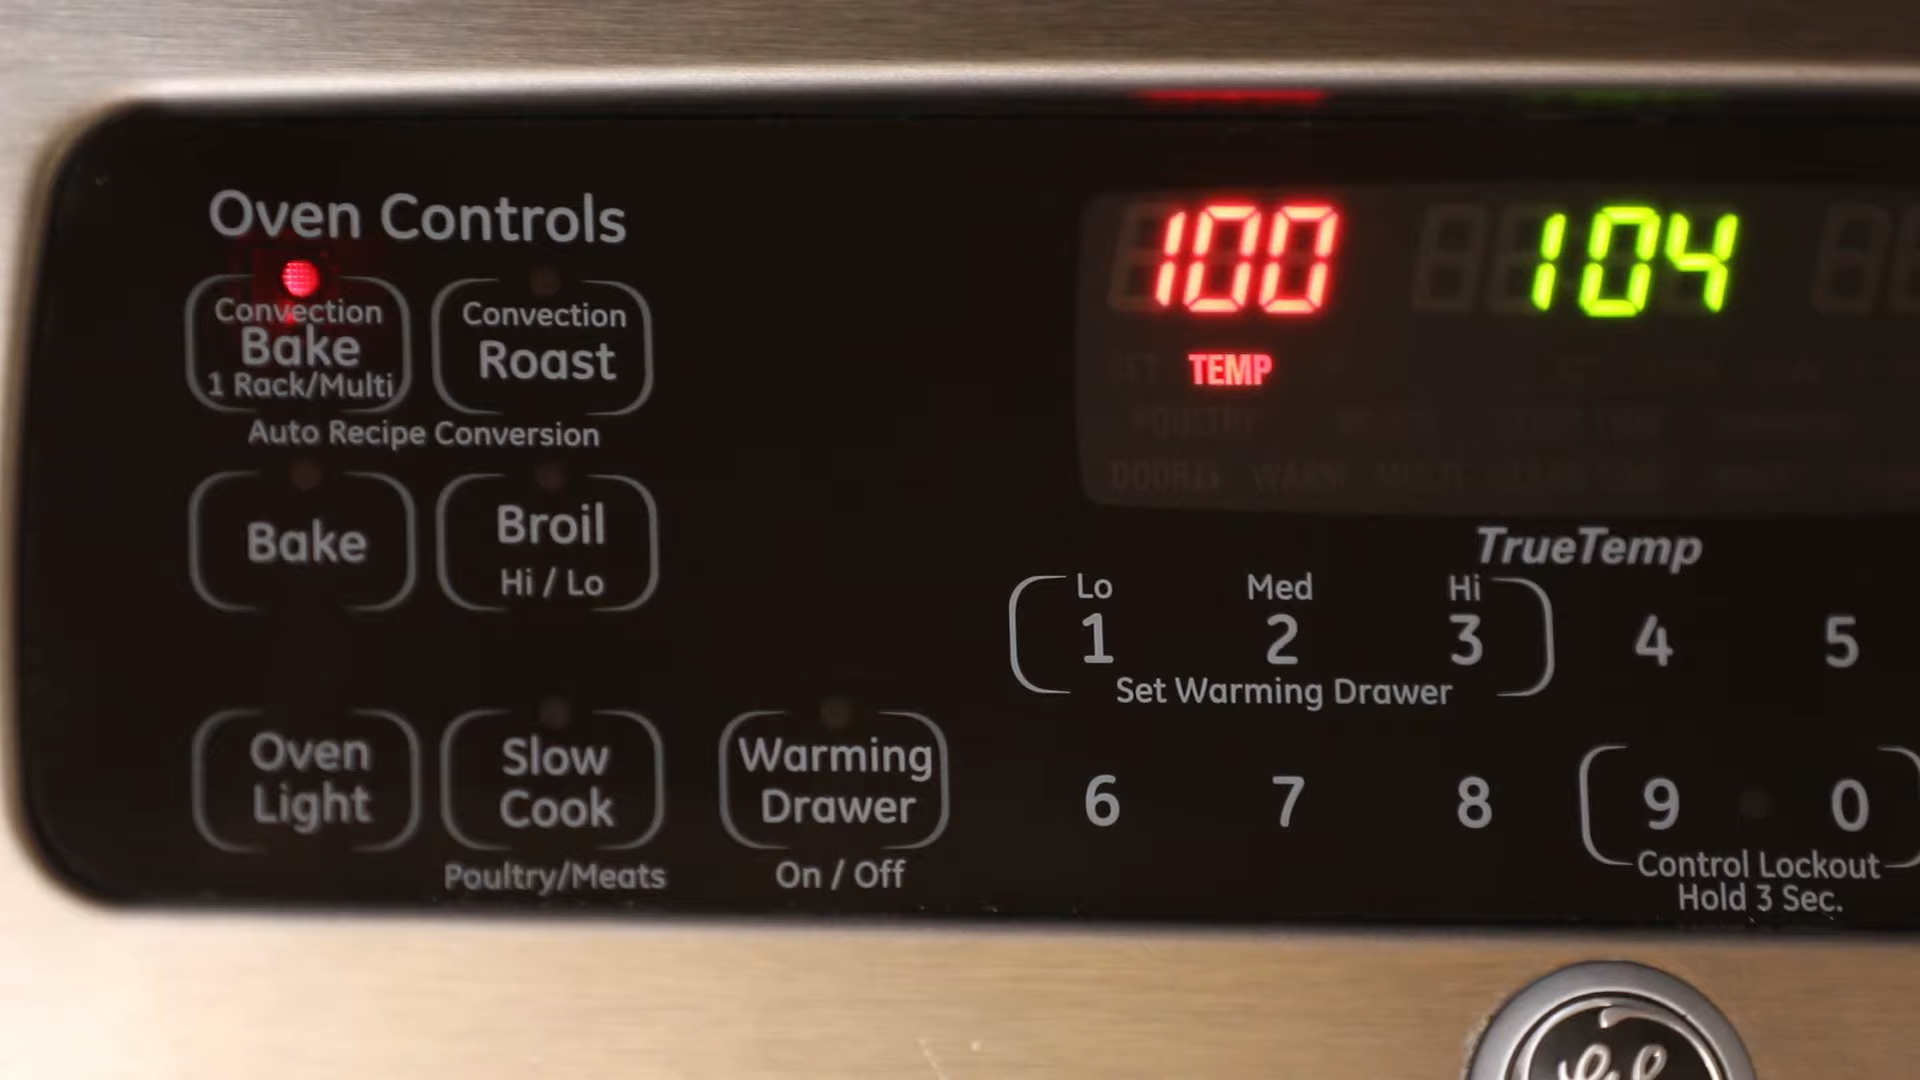 Oven Controls
100 104
TEMP
Convection
Bake
1 Rack/Multi
Convection
Roast
Auto Recipe Conversion
Bake
Broil
Hi / Lo
TrueTemp
Lo Med Hi
1 2 3 4 5
Set Warming Drawer
Oven
Light
Slow
Cook
Poultry/Meats
Warming
Drawer
On / Off
6 7 8 9 0
Control Lockout
Hold 3 Sec.